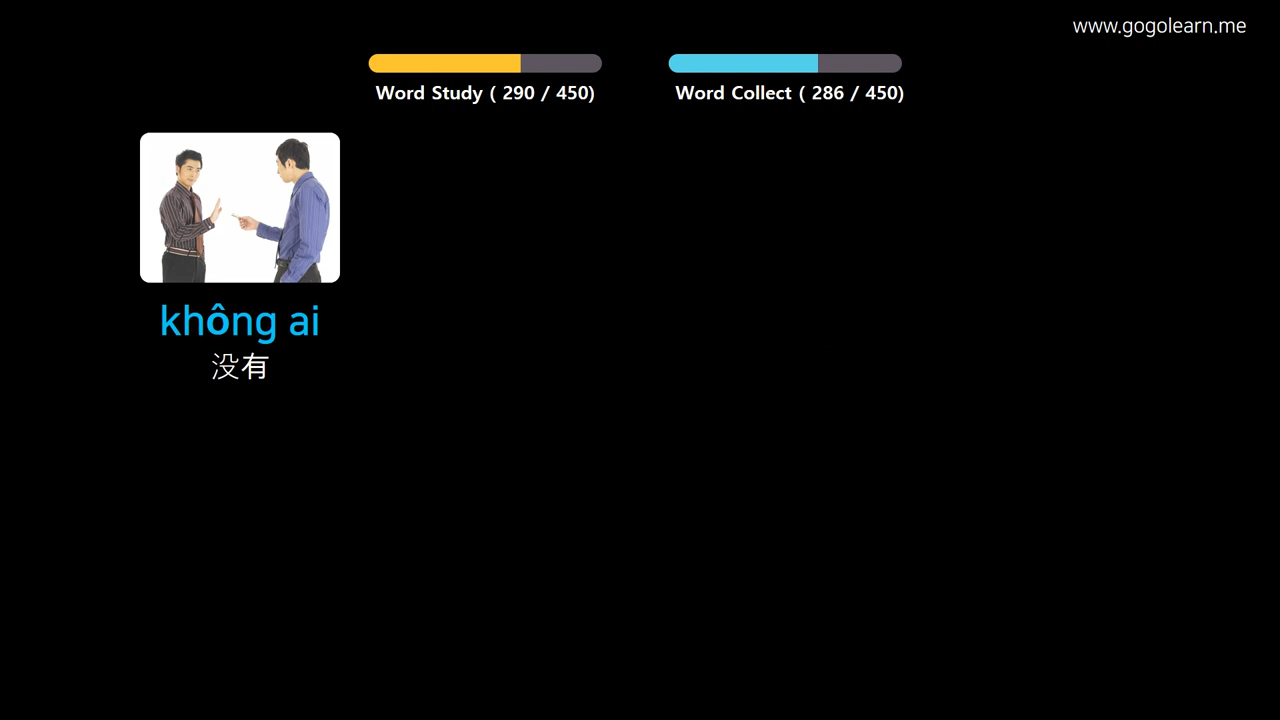 www.gogolearn.me
Word Study ( 290 / 450)
Word Collect ( 286 / 450)
không ai
没有